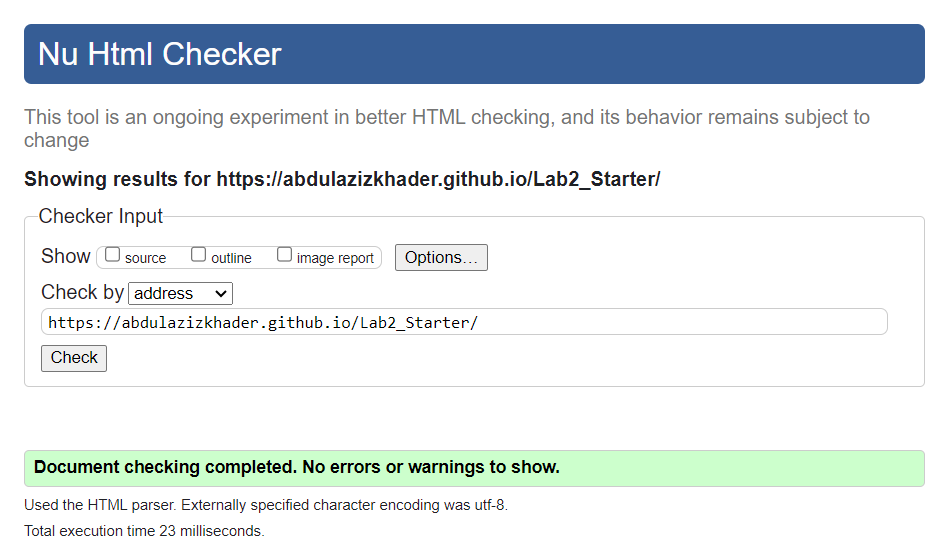 Nu Html Checker
This tool is an ongoing experiment in better HTML checking, and its behavior remains subject to
change
Showing results for https://abdulazizkhader.github.io/Lab2_Starter/
Checker Input
Show source outline image report Options...
Check by address
https://abdulazizkhader.github.io/Lab2_Starter/
Check
Document checking completed. No errors or warnings to show.
Used the HTML parser. Externally specified character encoding was utf-8.
Total execution time 23 milliseconds.